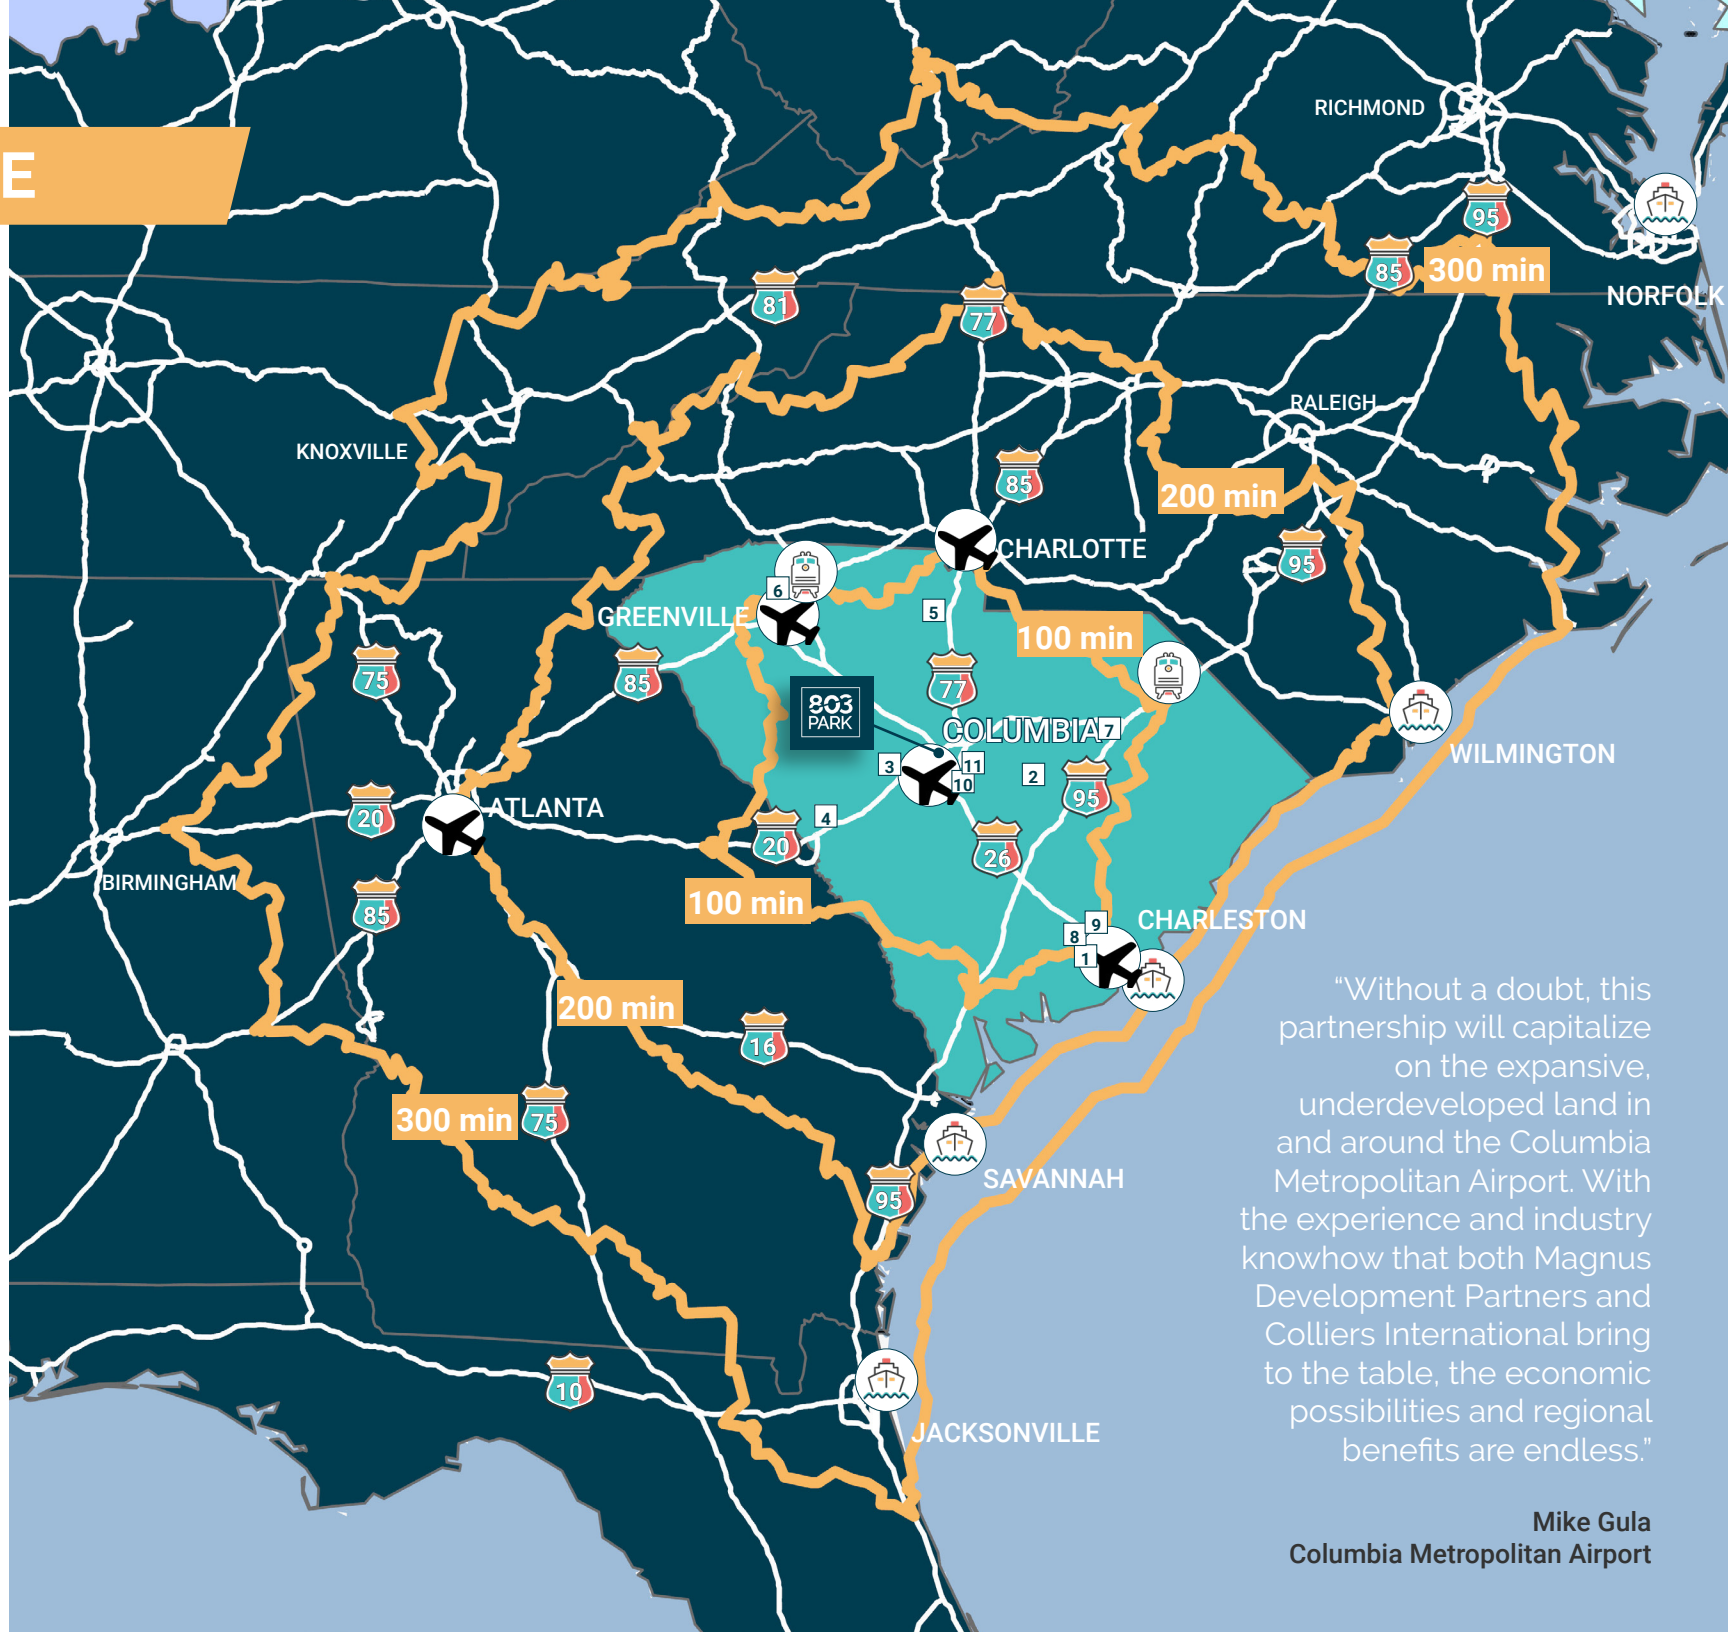 E
RICHMOND
95
85
300 min
NORFOLK
81
77
RALEIGH
KNOXVILLE
85
200 min
95
CHARLOTTE
6
GREENVILLE
5
100 min
75
85
77
803
PARK
COLUMBIA
7
WILMINGTON
3
11
10
2
95
20
ATLANTA
4
20
26
BIRMINGHAM
85
100 min
CHARLESTON
9
8
1
200 min
16
300 min
75
SAVANNAH
95
10
JACKSONVILLE
“Without a doubt, this
partnership will capitalize
on the expansive,
underdeveloped land in
and around the Columbia
Metropolitan Airport. With
the experience and industry
knowhow that both Magnus
Development Partners and
Colliers International bring
to the table, the economic
possibilities and regional
benefits are endless.”
Mike Gula
Columbia Metropolitan Airport